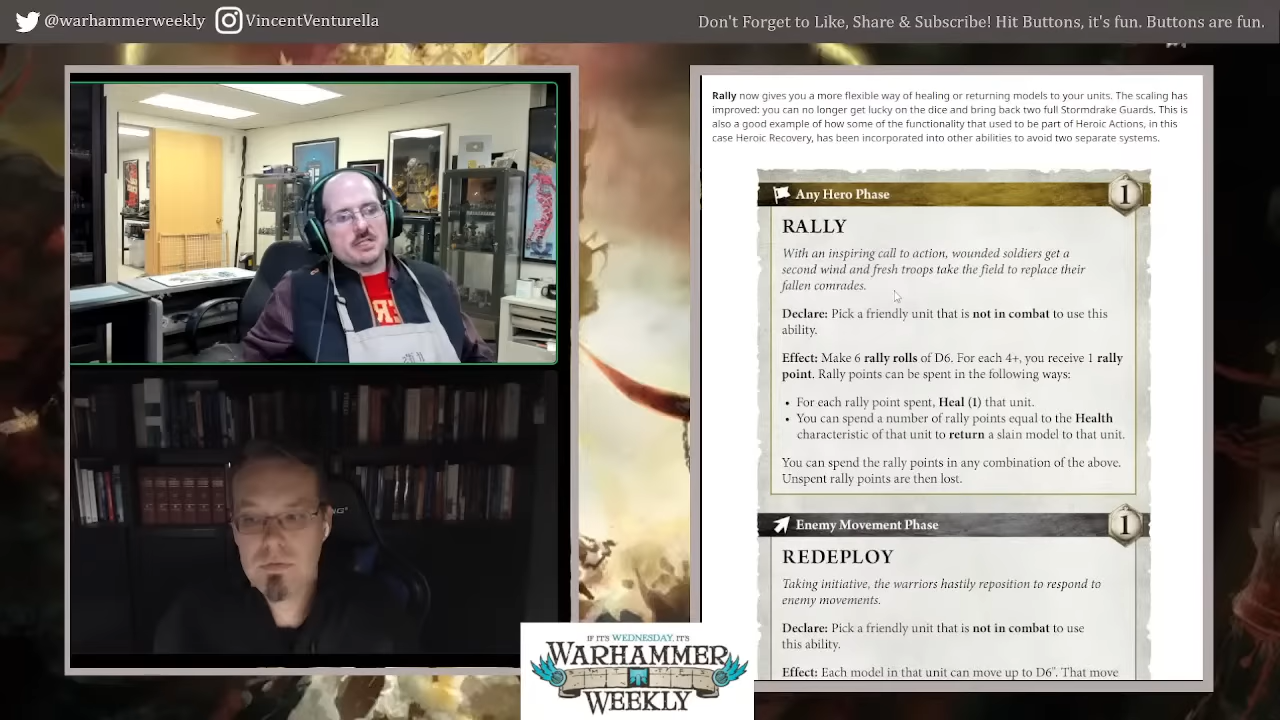 @warhammerweekly VincentVenturella
Don't Forget to Like, Share & Subscribe! Hit Buttons, it's fun. Buttons are fun.
Rally now gives you a more flexible way of healing or returning models to your units. The scaling has
improved: you can no longer get lucky on the dice and bring back two full Stormdrake Guards. This is
also a good example of how some of the functionality that used to be part of Heroic Actions, in this
case Heroic Recovery, has been incorporated into other abilities to avoid two separate systems.
Any Hero Phase
1
RALLY
With an inspiring call to action, wounded soldiers get a
second wind and fresh troops take the field to replace their
fallen comrades.
Declare: Pick a friendly unit that is not in combat to use this
ability.
Effect: Make 6 rally rolls of D6. For each 4+, you receive 1 rally
point. Rally points can be spent in the following ways:
• For each rally point spent, Heal (1) that unit.
• You can spend a number of rally points equal to the Health
characteristic of that unit to return a slain model to that unit.
You can spend the rally points in any combination of the above.
Unspent rally points are then lost.
Enemy Movement Phase
1
REDEPLOY
Taking initiative, the warriors hastily reposition to respond to
enemy movements.
Declare: Pick a friendly unit that is not in combat to use
this ability.
Effect: Each model in that unit can move up to D6". That move
IF IT'S WEDNESDAY, IT'S
WARHAMMER
WEEKLY